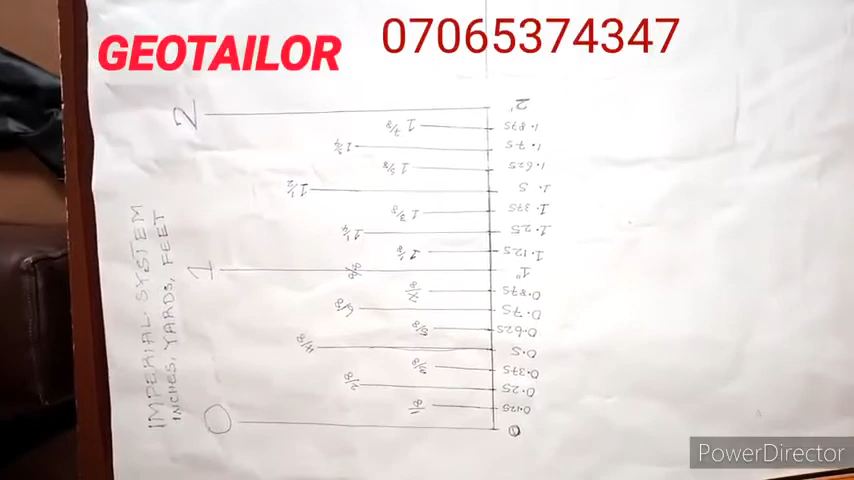 GEOTAILOR 07065374347
IMPERIAL SYSTEM
INCHES, YARDS, FEET
2 2"
1 7/8 1.875
1 3/4 1.75
1 5/8 1.625
1 1/2 1.5
1 3/8 1.375
1 1/4 1.25
1 1/8 1.125
1 8/8 1"
7/8 0.875
6/8 0.75
5/8 0.625
4/8 0.5
3/8 0.375
2/8 0.25
1/8 0.125
0 0
PowerDirector